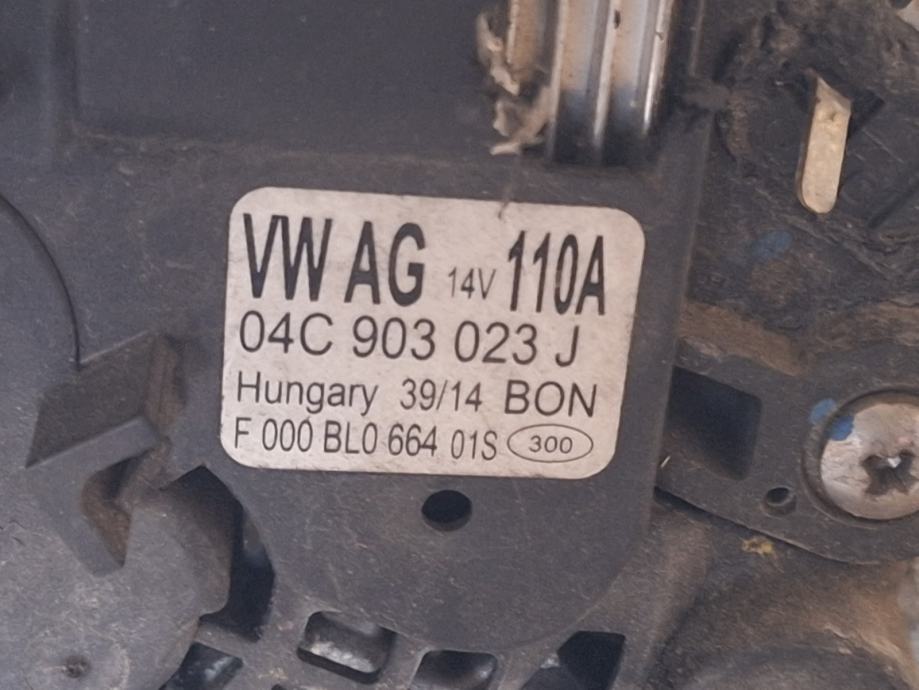 VW AG 14V 110A
04C 903 023 J
Hungary 39/14 BON
F 000 BL0 664 01S 300